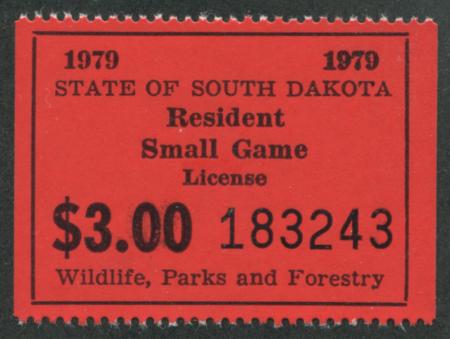 1979 1979
STATE OF SOUTH DAKOTA
Resident
Small Game
License
$3.00 183243
Wildlife, Parks and Forestry